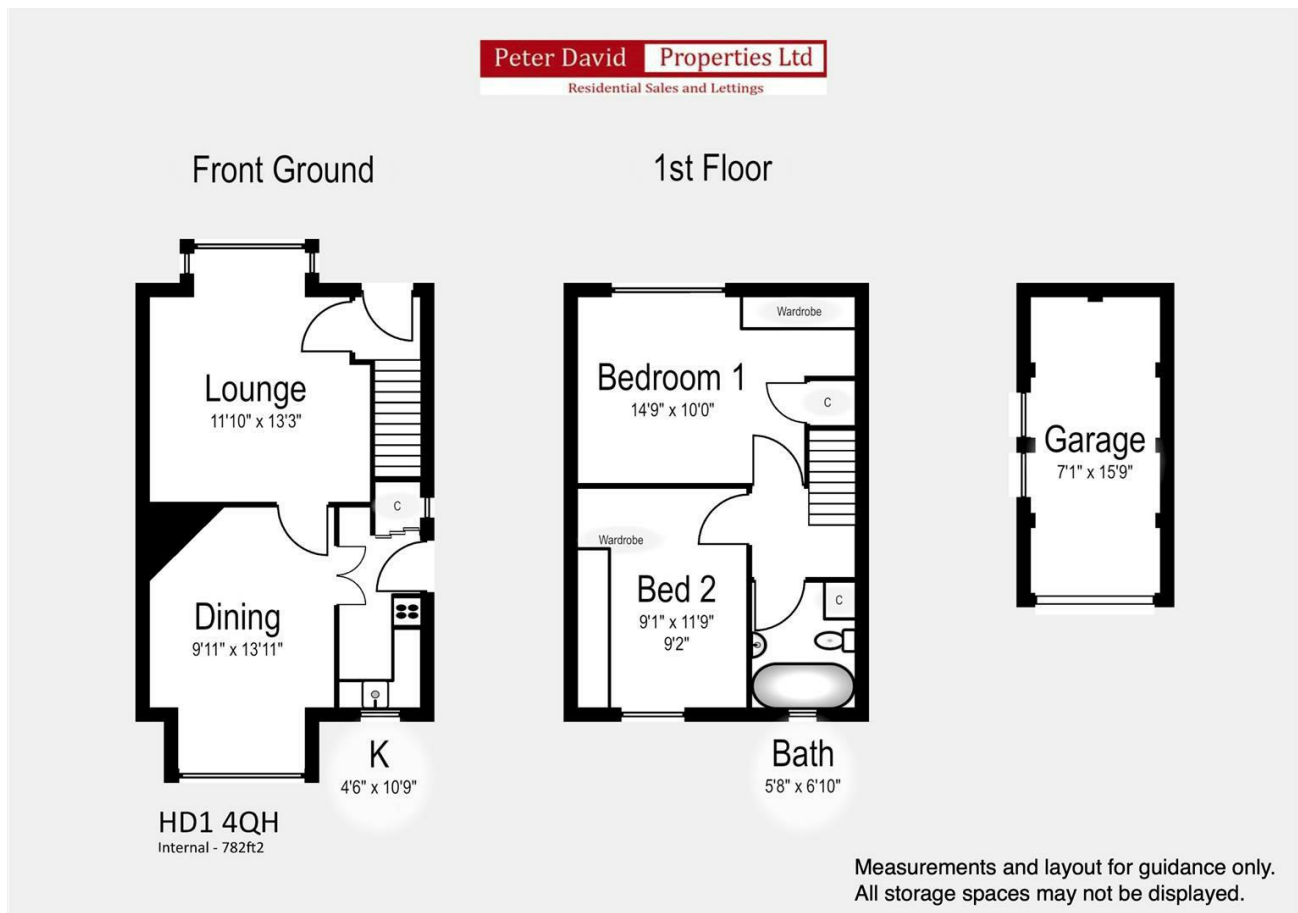 Peter David Properties Ltd
Residential Sales and Lettings
Front Ground
1st Floor
Lounge
11'10" x 13'3"
C
Dining
9'11" x 13'11"
K
4'6" x 10'9"
HD1 4QH
Internal - 782ft2
Wardrobe
Bedroom 1
14'9" x 10'0"
C
Wardrobe
Bed 2
9'1" x 11'9"
9'2"
C
Bath
5'8" x 6'10"
Garage
7'1" x 15'9"
Measurements and layout for guidance only.
All storage spaces may not be displayed.